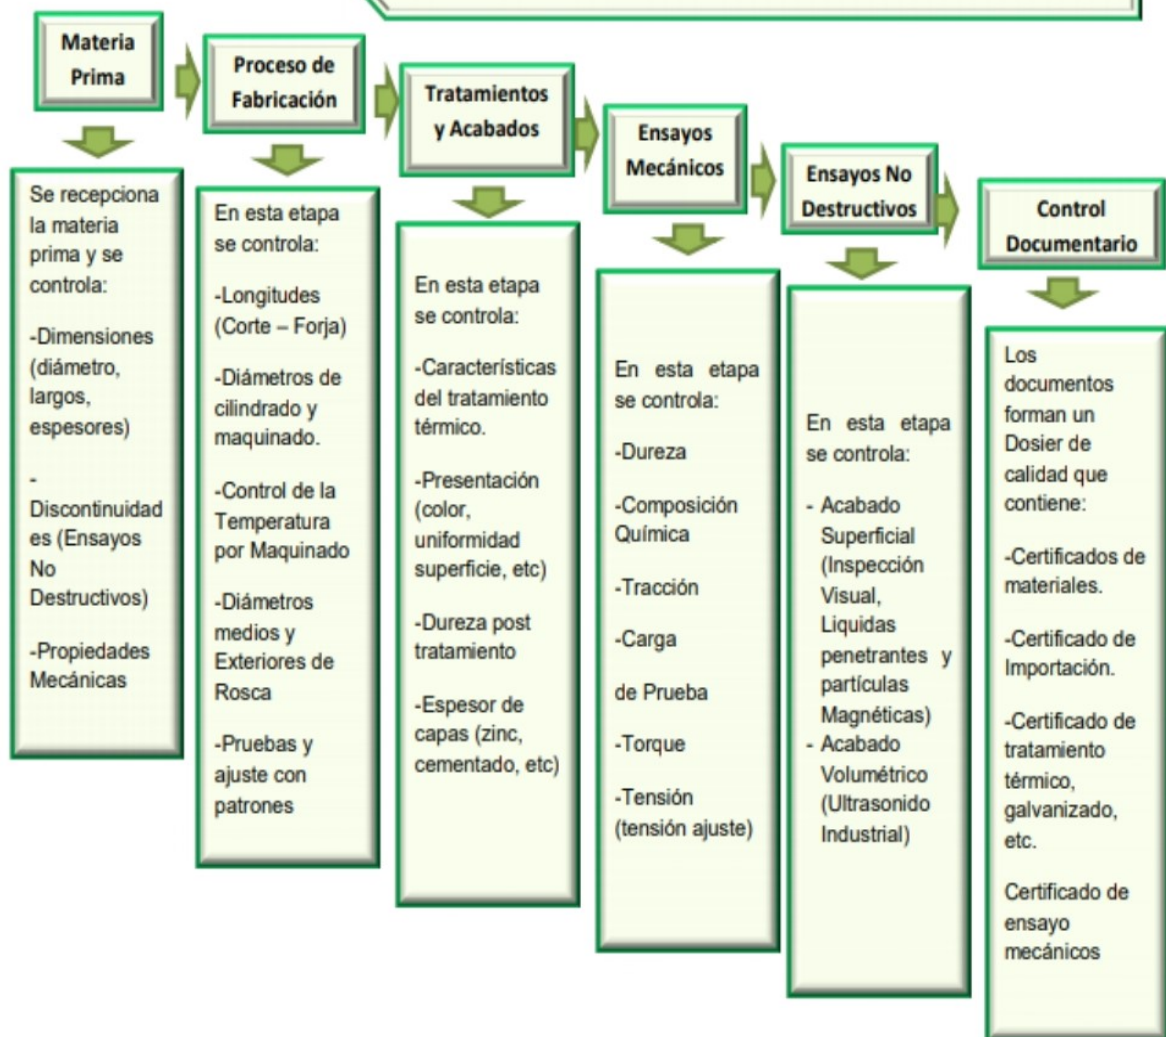 Materia
Prima
Se recepciona
la materia
prima y se
controla:
-Dimensiones
(diámetro,
largos,
espesores)
-
Discontinuidad
es (Ensayos
No
Destructivos)
-Propiedades
Mecánicas
Proceso de
Fabricación
En esta etapa
se controla:
-Longitudes
(Corte – Forja)
-Diámetros de
cilindrado y
maquinado.
-Control de la
Temperatura
por Maquinado
-Diámetros
medios y
Exteriores de
Rosca
-Pruebas y
ajuste con
patrones
Tratamientos
y Acabados
En esta etapa
se controla:
-Características
del tratamiento
térmico.
-Presentación
(color,
uniformidad
superficie, etc)
-Dureza post
tratamiento
-Espesor de
capas (zinc,
cementado, etc)
Ensayos
Mecánicos
En esta etapa
se controla:
-Dureza
-Composición
Química
-Tracción
-Carga
de Prueba
-Torque
-Tensión
(tensión ajuste)
Ensayos No
Destructivos
En esta etapa
se controla:
- Acabado
Superficial
(Inspección
Visual,
Liquidas
penetrantes y
partículas
Magnéticas)
- Acabado
Volumétrico
(Ultrasonido
Industrial)
Control
Documentario
Los
documentos
forman un
Dosier de
calidad que
contiene:
-Certificados de
materiales.
-Certificado de
Importación.
-Certificado de
tratamiento
térmico,
galvanizado,
etc.
Certificado de
ensayo
mecánicos